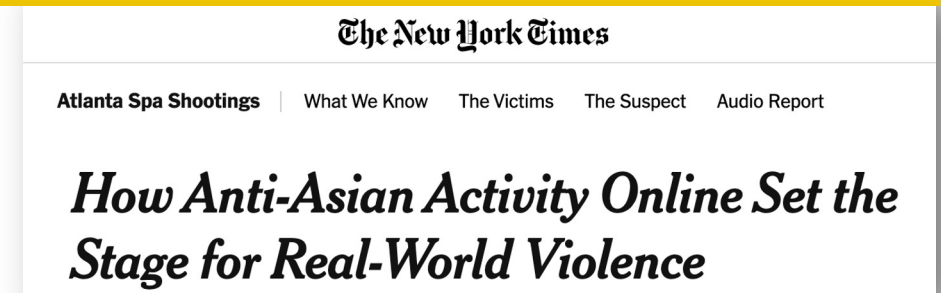 The New York Times
Atlanta Spa Shootings | What We Know The Victims The Suspect Audio Report
How Anti-Asian Activity Online Set the
Stage for Real-World Violence